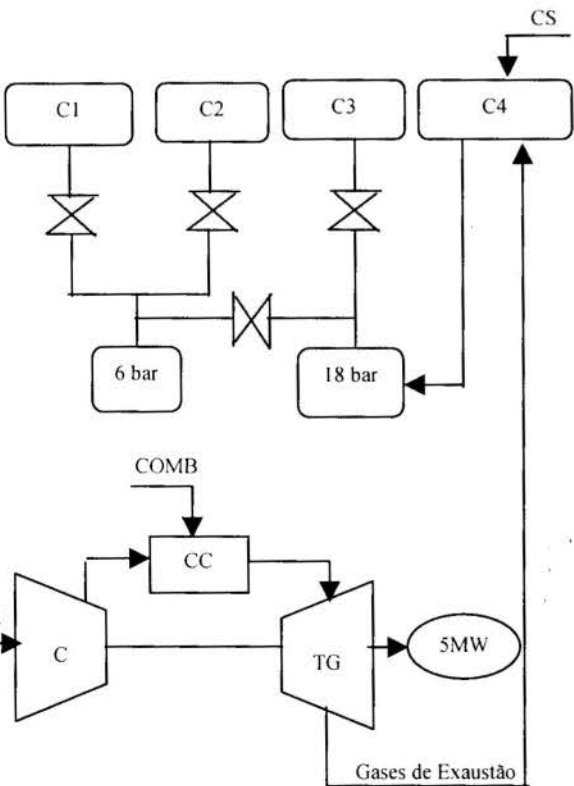 CS
C1
C2
C3
C4
6 bar
18 bar
COMB
CC
C
TG
5MW
Gases de Exaustão